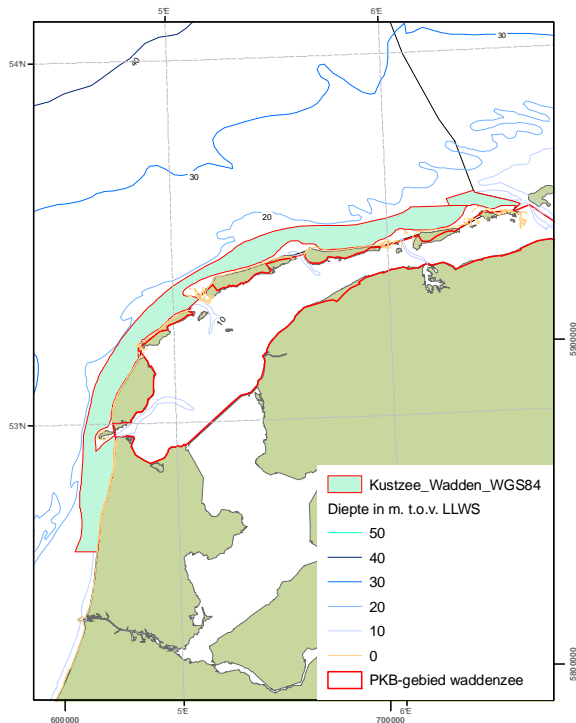 5'E
6'E
54'N
40
30
30
20
10
5900000
53'N
Kustzee_Wadden_WGS84
Diepte in m. t.o.v. LLWS
50
40
30
20
10
0
PKB-gebied waddenzee
5800000
600000
5'E
700000
6'E